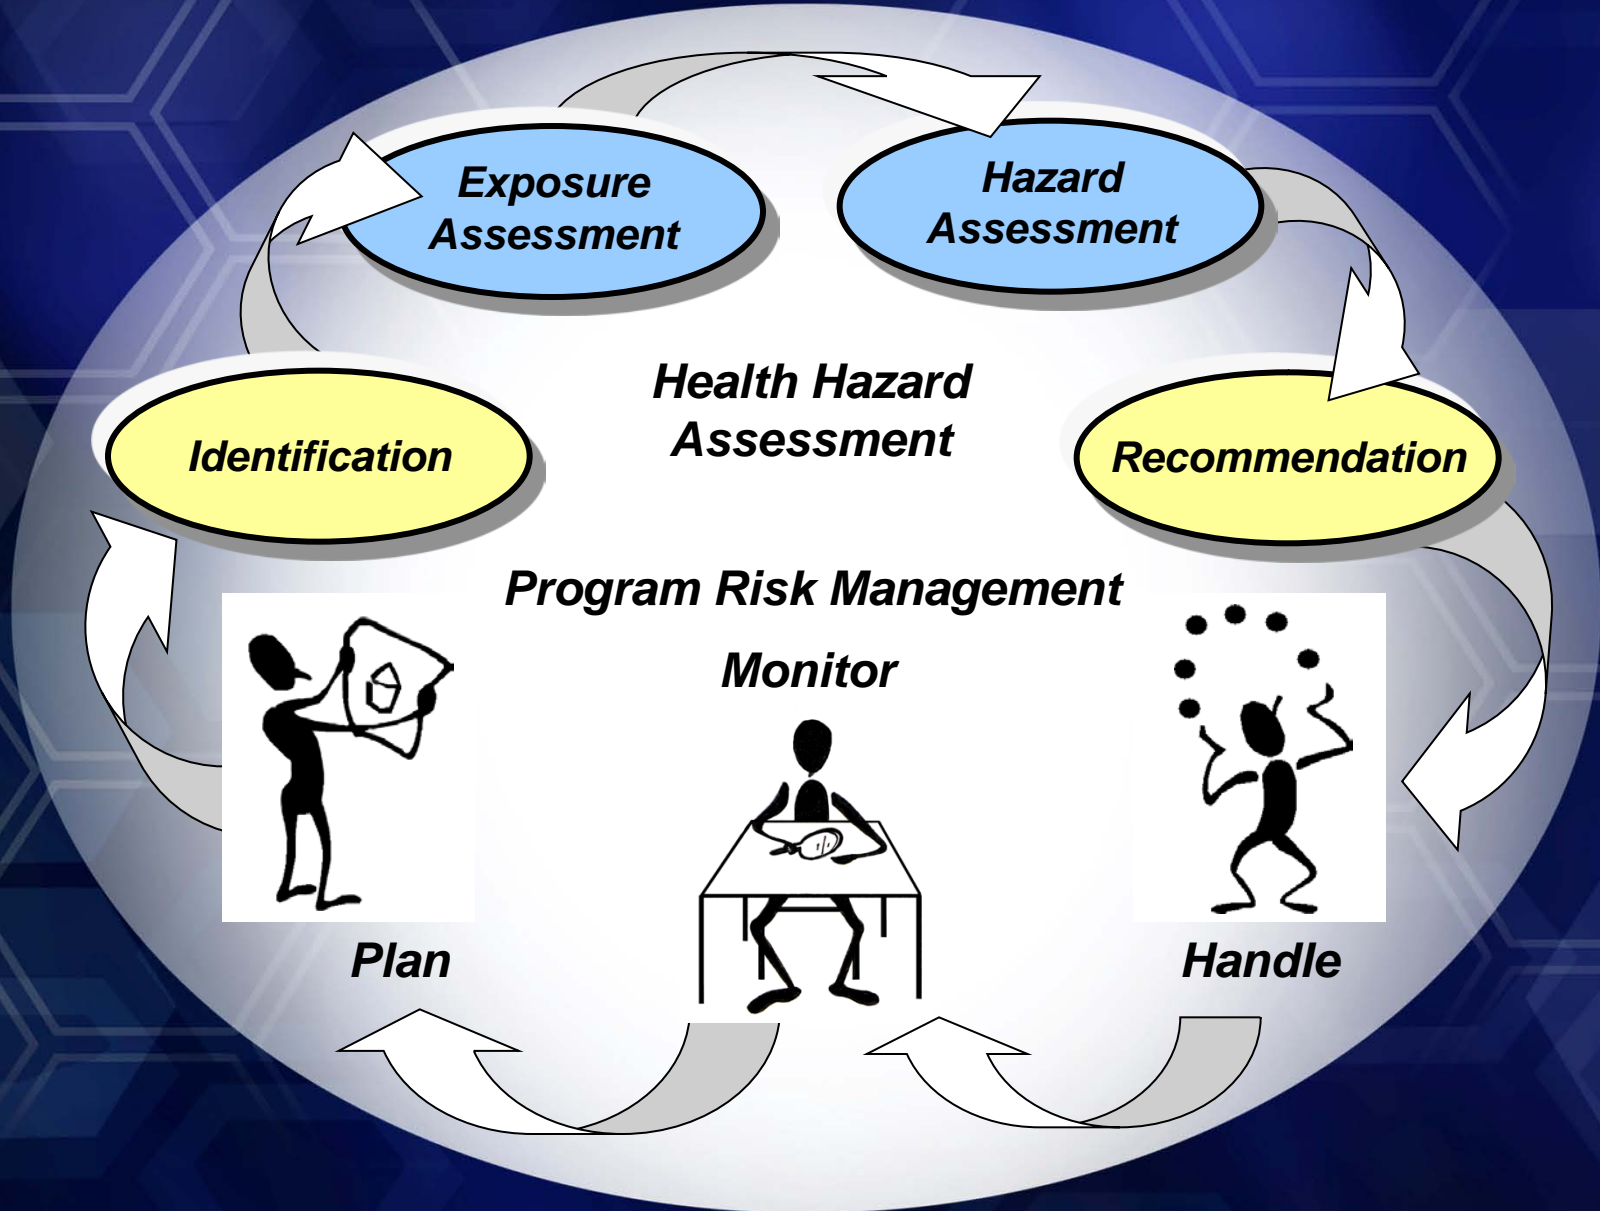 Exposure
Assessment
Hazard
Assessment
Health Hazard
Assessment
Identification
Recommendation
Program Risk Management
Monitor
Plan
Handle